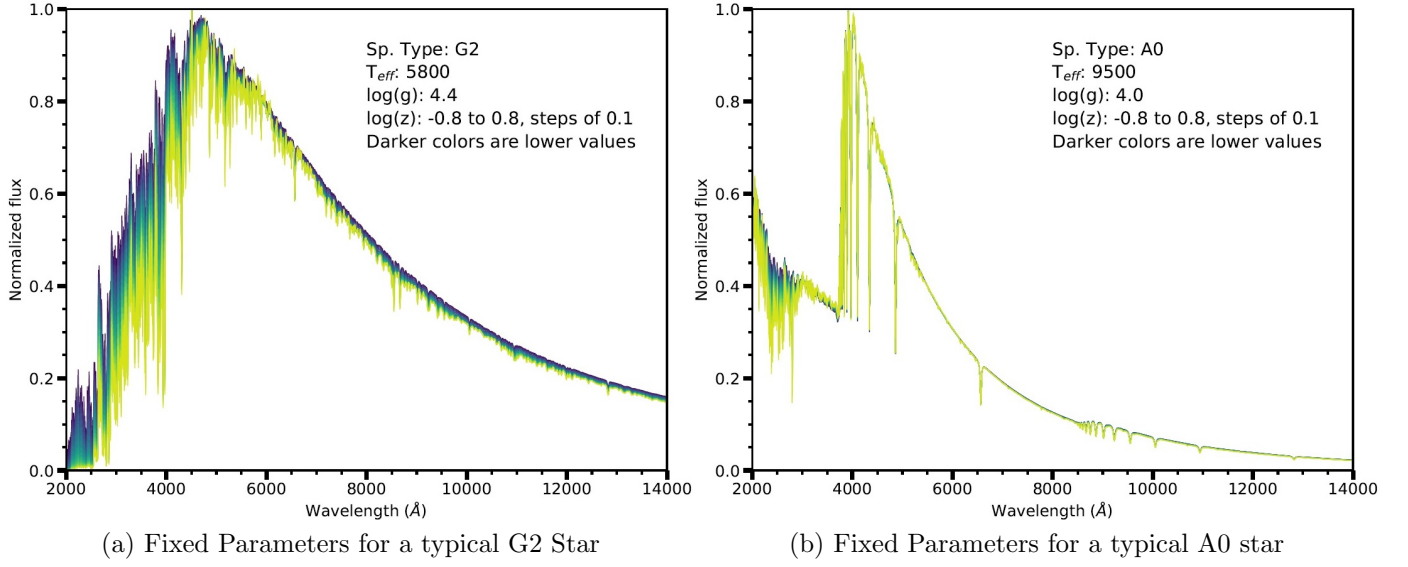 1.0
0.8
0.6
0.4
0.2
0.0
Normalized flux
Sp. Type: G2
T_eff: 5800
log(g): 4.4
log(z): -0.8 to 0.8, steps of 0.1
Darker colors are lower values
2000 4000 6000 8000 10000 12000 14000
Wavelength (Å)
(a) Fixed Parameters for a typical G2 Star
1.0
0.8
0.6
0.4
0.2
0.0
Normalized flux
Sp. Type: A0
T_eff: 9500
log(g): 4.0
log(z): -0.8 to 0.8, steps of 0.1
Darker colors are lower values
2000 4000 6000 8000 10000 12000 14000
Wavelength (Å)
(b) Fixed Parameters for a typical A0 star